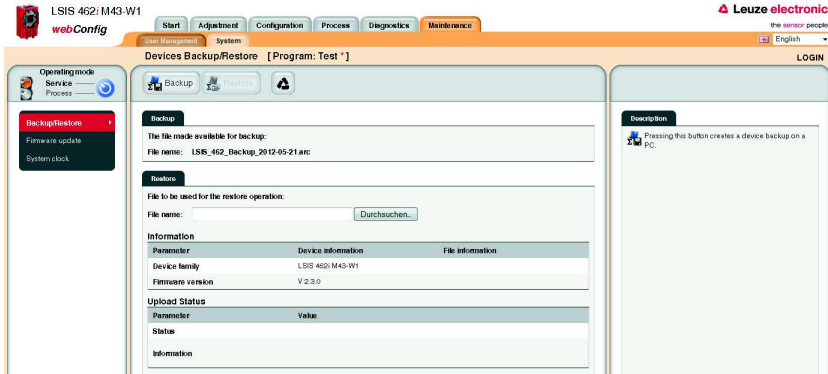 LSIS 462i M43-W1
webConfig
Start Adjustment Configuration Process Diagnostics Maintenance
Leuze electronic
the sensor people
User Management System
English
Devices Backup/Restore [ Program: Test * ]
LOGIN
Operating mode
Service
Process
Backup Restore
Backup/Restore
Firmware update
System clock
Backup
The file made available for backup:
File name: LSIS_462_Backup_2012-05-21.arc
Restore
File to be used for the restore operation:
File name: Durchsuchen..
Information
Parameter Device information File information
Device family LSIS 462i M43-W1
Firmware version V 2.3.0
Upload Status
Parameter Value
Status
Information
Description
Pressing this button creates a device backup on a
PC.